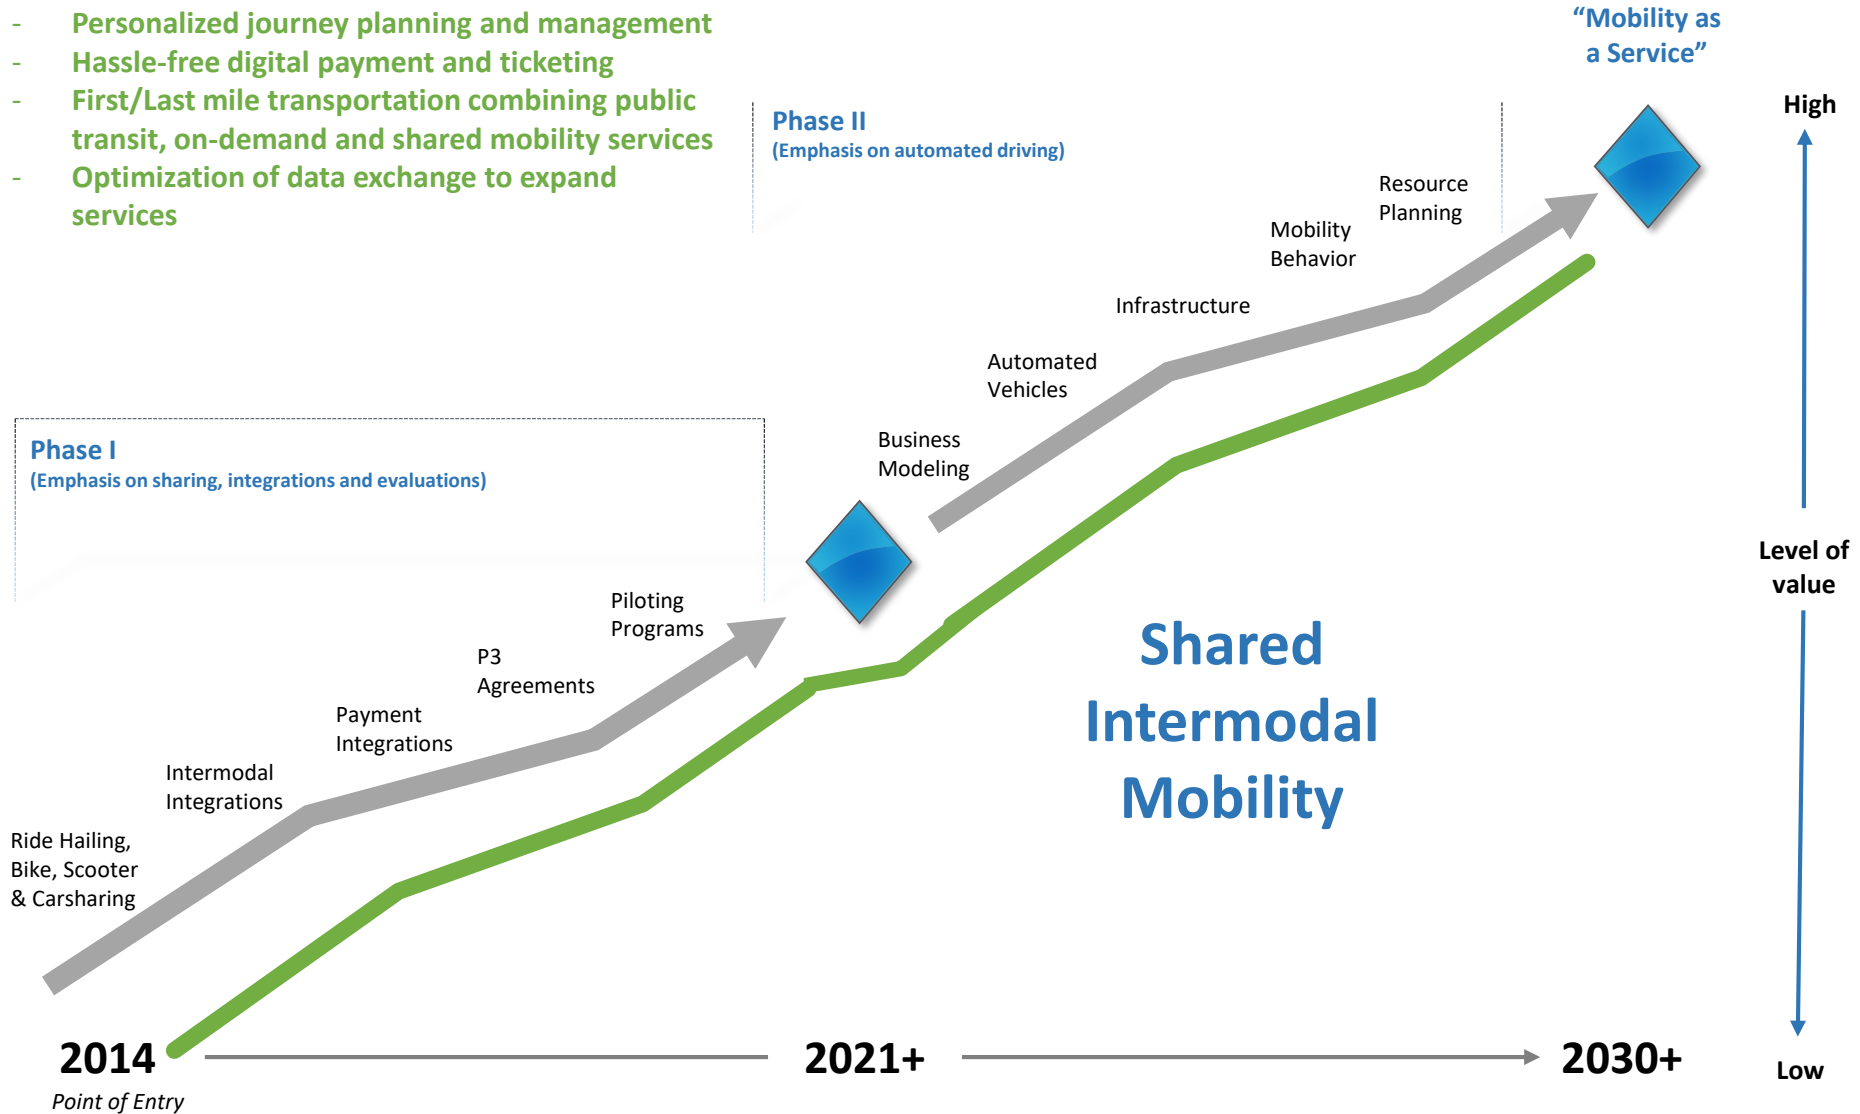 - Personalized journey planning and management
- Hassle-free digital payment and ticketing
- First/Last mile transportation combining public
transit, on-demand and shared mobility services
- Optimization of data exchange to expand
services
“Mobility as
a Service”
High
Level of
value
Low
Phase II
(Emphasis on automated driving)
Resource
Planning
Mobility
Behavior
Infrastructure
Automated
Vehicles
Business
Modeling
Phase I
(Emphasis on sharing, integrations and evaluations)
Piloting
Programs
P3
Agreements
Payment
Integrations
Intermodal
Integrations
Ride Hailing,
Bike, Scooter
& Carsharing
Shared
Intermodal
Mobility
2014
Point of Entry
2021+
2030+